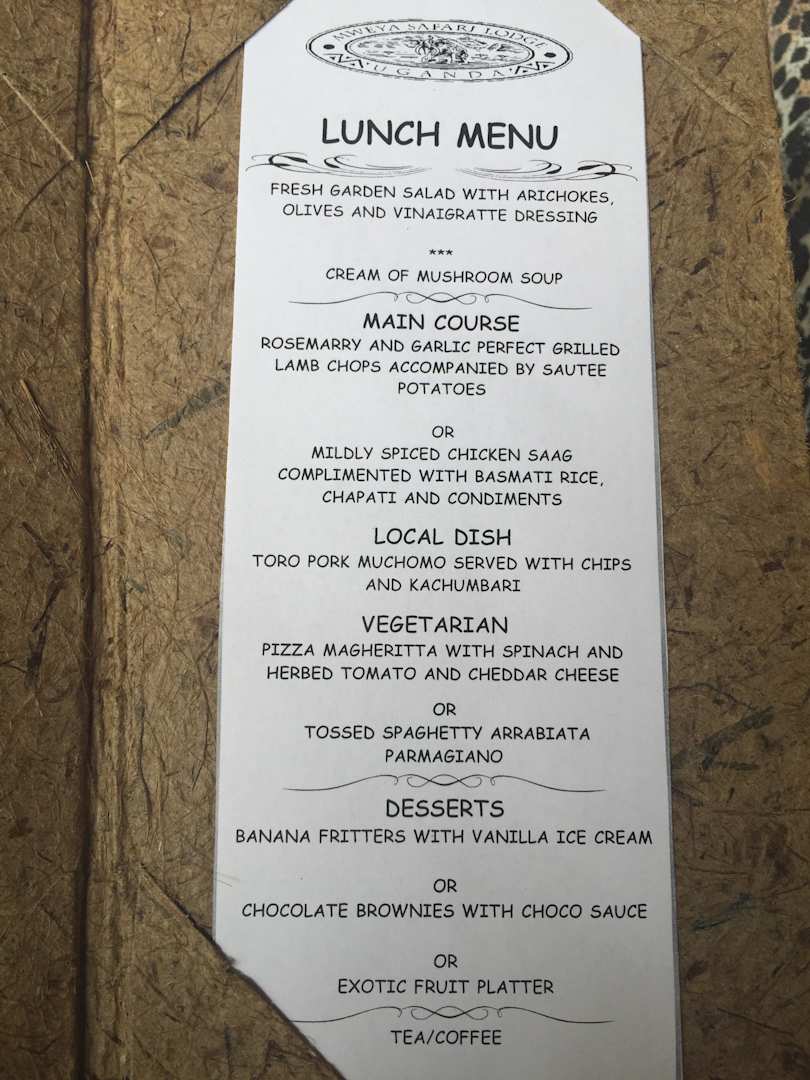 MWEYA SAFARI LODGE
UGANDA
LUNCH MENU
FRESH GARDEN SALAD WITH ARICHOKES,
OLIVES AND VINAIGRATTE DRESSING
***
CREAM OF MUSHROOM SOUP
MAIN COURSE
ROSEMARRY AND GARLIC PERFECT GRILLED
LAMB CHOPS ACCOMPANIED BY SAUTEE
POTATOES
OR
MILDLY SPICED CHICKEN SAAG
COMPLIMENTED WITH BASMATI RICE,
CHAPATI AND CONDIMENTS
LOCAL DISH
TORO PORK MUCHOMO SERVED WITH CHIPS
AND KACHUMBARI
VEGETARIAN
PIZZA MAGHERITTA WITH SPINACH AND
HERBED TOMATO AND CHEDDAR CHEESE
OR
TOSSED SPAGHETTY ARRABIATA
PARMAGIANO
DESSERTS
BANANA FRITTERS WITH VANILLA ICE CREAM
OR
CHOCOLATE BROWNIES WITH CHOCO SAUCE
OR
EXOTIC FRUIT PLATTER
TEA/COFFEE